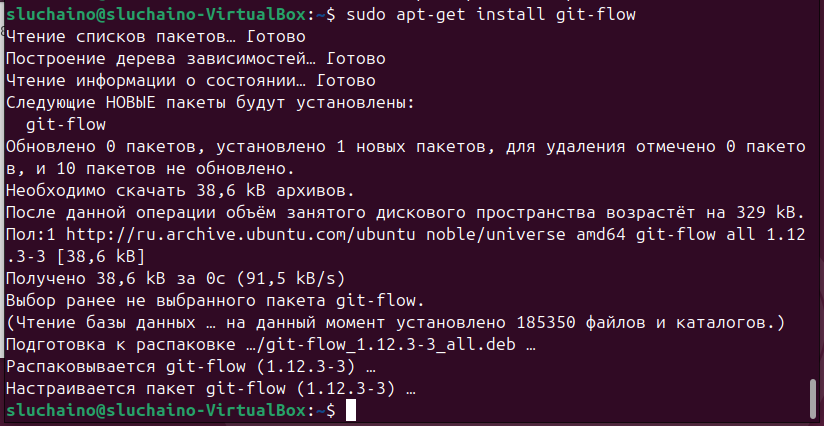 sluchaino@sluchaino-VirtualBox:~$ sudo apt-get install git-flow
Чтение списков пакетов… Готово
Построение дерева зависимостей… Готово
Чтение информации о состоянии… Готово
Следующие НОВЫЕ пакеты будут установлены:
  git-flow
Обновлено 0 пакетов, установлено 1 новых пакетов, для удаления отмечено 0 пакето
в, и 10 пакетов не обновлено.
Необходимо скачать 38,6 kB архивов.
После данной операции объём занятого дискового пространства возрастёт на 329 kB.
Пол:1 http://ru.archive.ubuntu.com/ubuntu noble/universe amd64 git-flow all 1.12
.3-3 [38,6 kB]
Получено 38,6 kB за 0с (91,5 kB/s)
Выбор ранее не выбранного пакета git-flow.
(Чтение базы данных … на данный момент установлено 185350 файлов и каталогов.)
Подготовка к распаковке …/git-flow_1.12.3-3_all.deb …
Распаковывается git-flow (1.12.3-3) …
Настраивается пакет git-flow (1.12.3-3) …
sluchaino@sluchaino-VirtualBox:~$